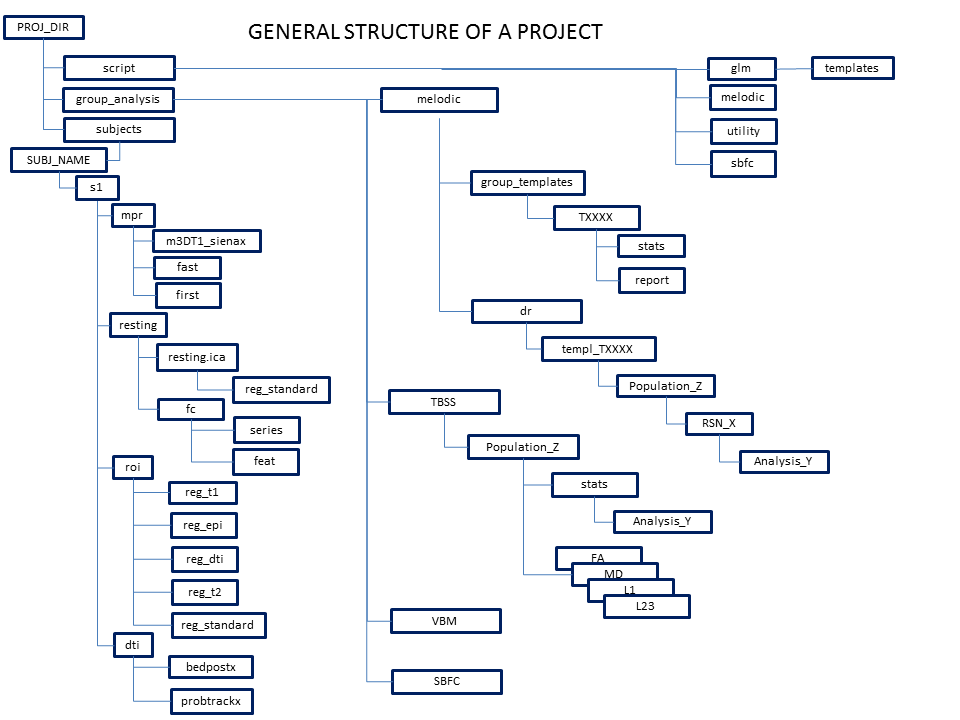 GENERAL STRUCTURE OF A PROJECT
PROJ_DIR
script
glm
templates
melodic
utility
sbfc
group_analysis
melodic
group_templates
TXXXX
stats
report
dr
templ_TXXXX
Population_Z
RSN_X
Analysis_Y
TBSS
Population_Z
stats
Analysis_Y
FA
MD
L1
L23
VBM
SBFC
subjects
SUBJ_NAME
s1
mpr
m3DT1_sienax
fast
first
resting
resting.ica
reg_standard
fc
series
feat
roi
reg_t1
reg_epi
reg_dti
reg_t2
reg_standard
dti
bedpostx
probtrackx